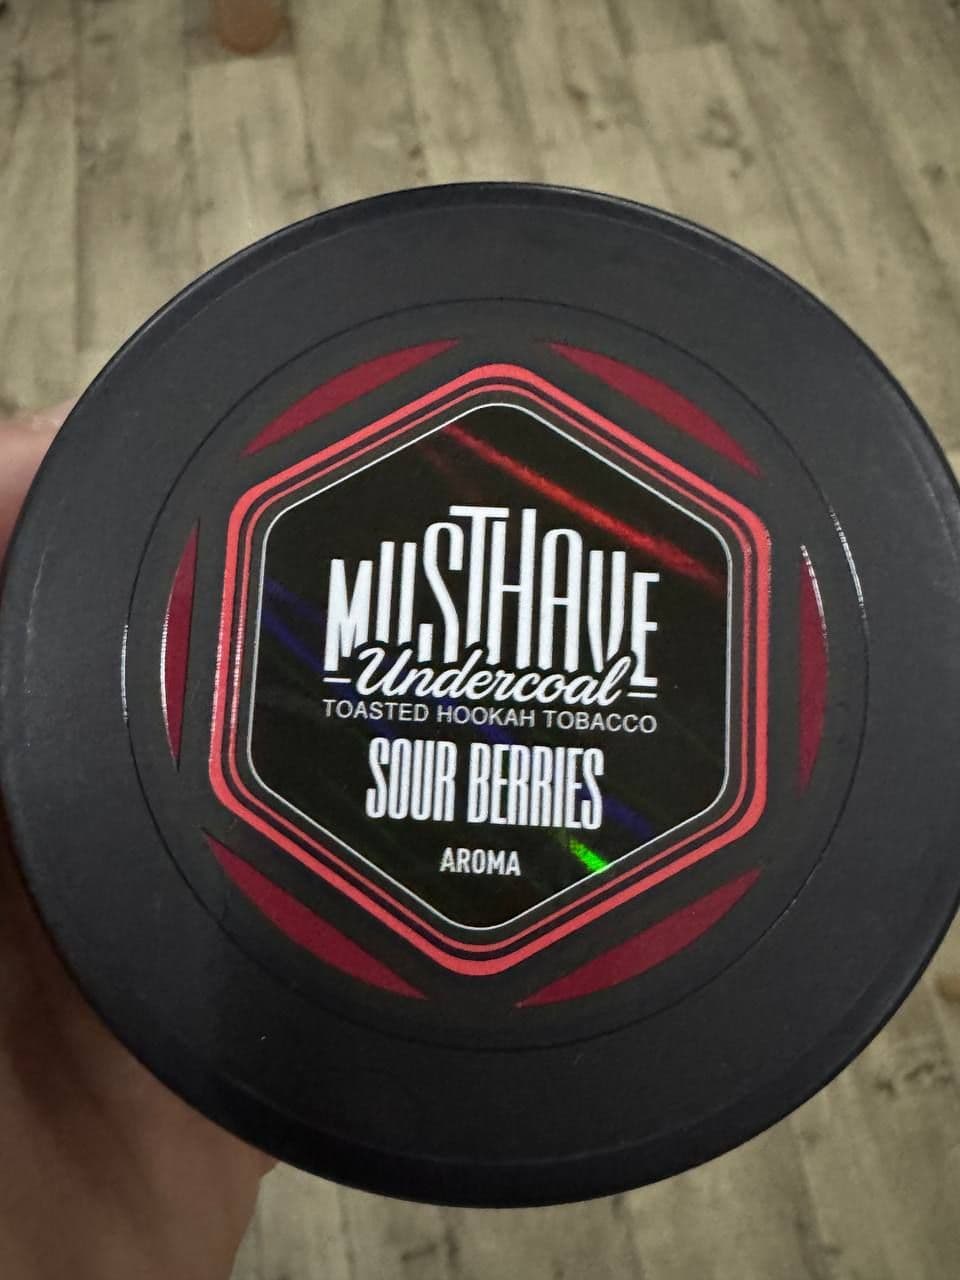 MUSTHAVE
Undercoal
TOASTED HOOKAH TOBACCO
SOUR BERRIES
AROMA